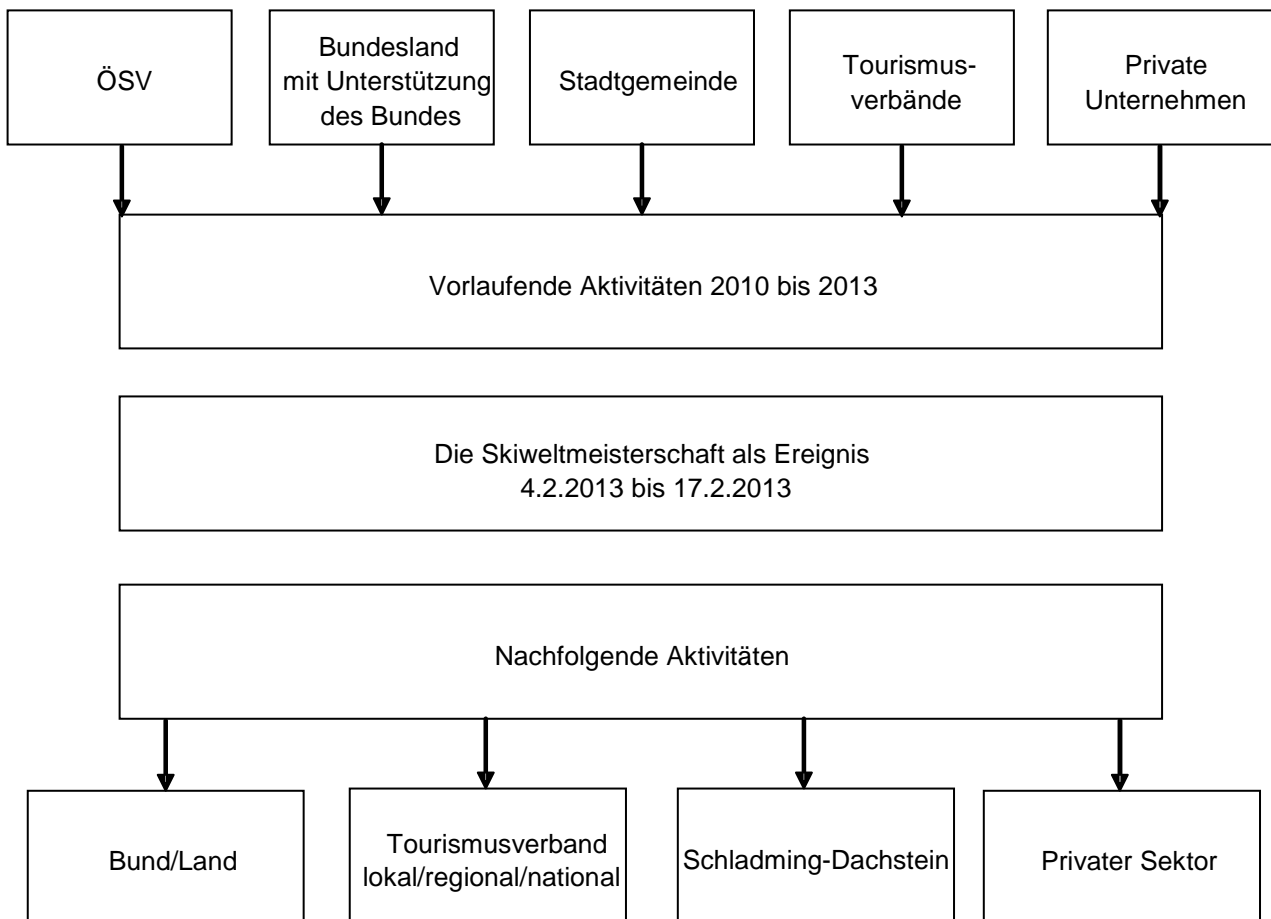 ÖSV
Bundesland
mit Unterstützung
des Bundes
Stadtgemeinde
Tourismus-
verbände
Private
Unternehmen
Vorlaufende Aktivitäten 2010 bis 2013
Die Skiweltmeisterschaft als Ereignis
4.2.2013 bis 17.2.2013
Nachfolgende Aktivitäten
Bund/Land
Tourismusverband
lokal/regional/national
Schladming-Dachstein
Privater Sektor